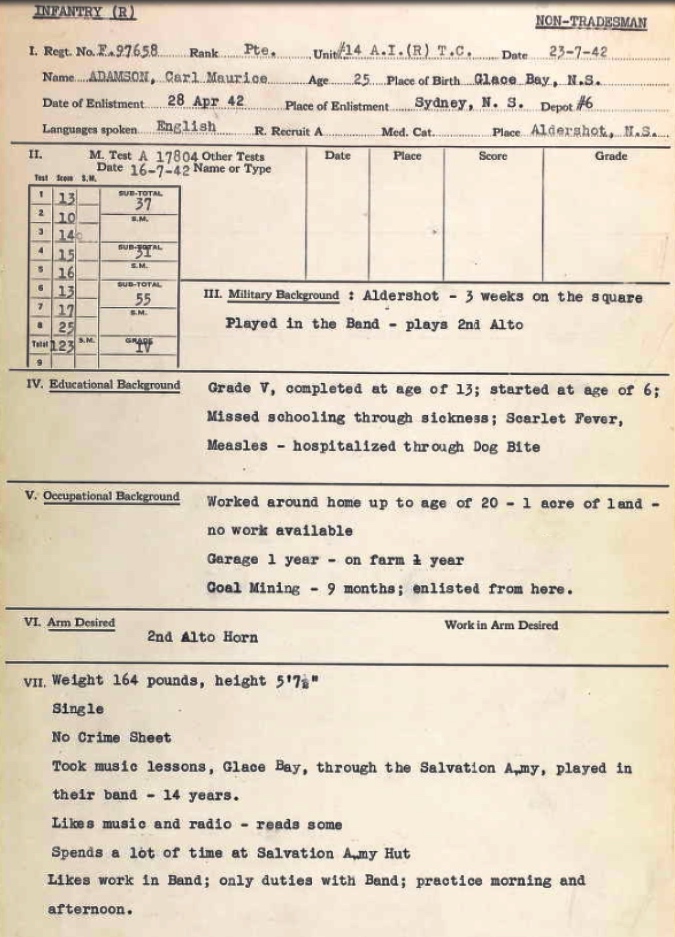 INFANTRY (R)
NON-TRADESMAN
I. Regt. No. F.97658 Rank Pte. Unit #14 A.I.(R) T.C. Date 23-7-42
Name ADAMSON, Carl Maurice Age 25 Place of Birth Glace Bay, N.S.
Date of Enlistment 28 Apr 42 Place of Enlistment Sydney, N. S. Depot #6
Languages spoken English R. Recruit A Med. Cat. Place Aldershot, N.S.
II. M. Test A 17804 Other Tests Date Place Score Grade
Date 16-7-42 Name or Type
Test Score S.M.
1 13 SUB-TOTAL 37
2 10 S.M.
3 14
4 15 SUB-TOTAL 31
5 16 S.M.
6 13 SUB-TOTAL 55
7 17 S.M.
8 25
Total 123 S.M. GRADE IV
9
III. Military Background : Aldershot - 3 weeks on the square
Played in the Band - plays 2nd Alto
IV. Educational Background Grade V, completed at age of 13; started at age of 6;
Missed schooling through sickness; Scarlet Fever,
Measles - hospitalized through Dog Bite
V. Occupational Background Worked around home up to age of 20 - 1 acre of land -
no work available
Garage 1 year - on farm ½ year
Coal Mining - 9 months; enlisted from here.
VI. Arm Desired Work in Arm Desired
2nd Alto Horn
VII. Weight 164 pounds, height 5'7½"
Single
No Crime Sheet
Took music lessons, Glace Bay, through the Salvation Army, played in
their band - 14 years.
Likes music and radio - reads some
Spends a lot of time at Salvation Army Hut
Likes work in Band; only duties with Band; practice morning and
afternoon.